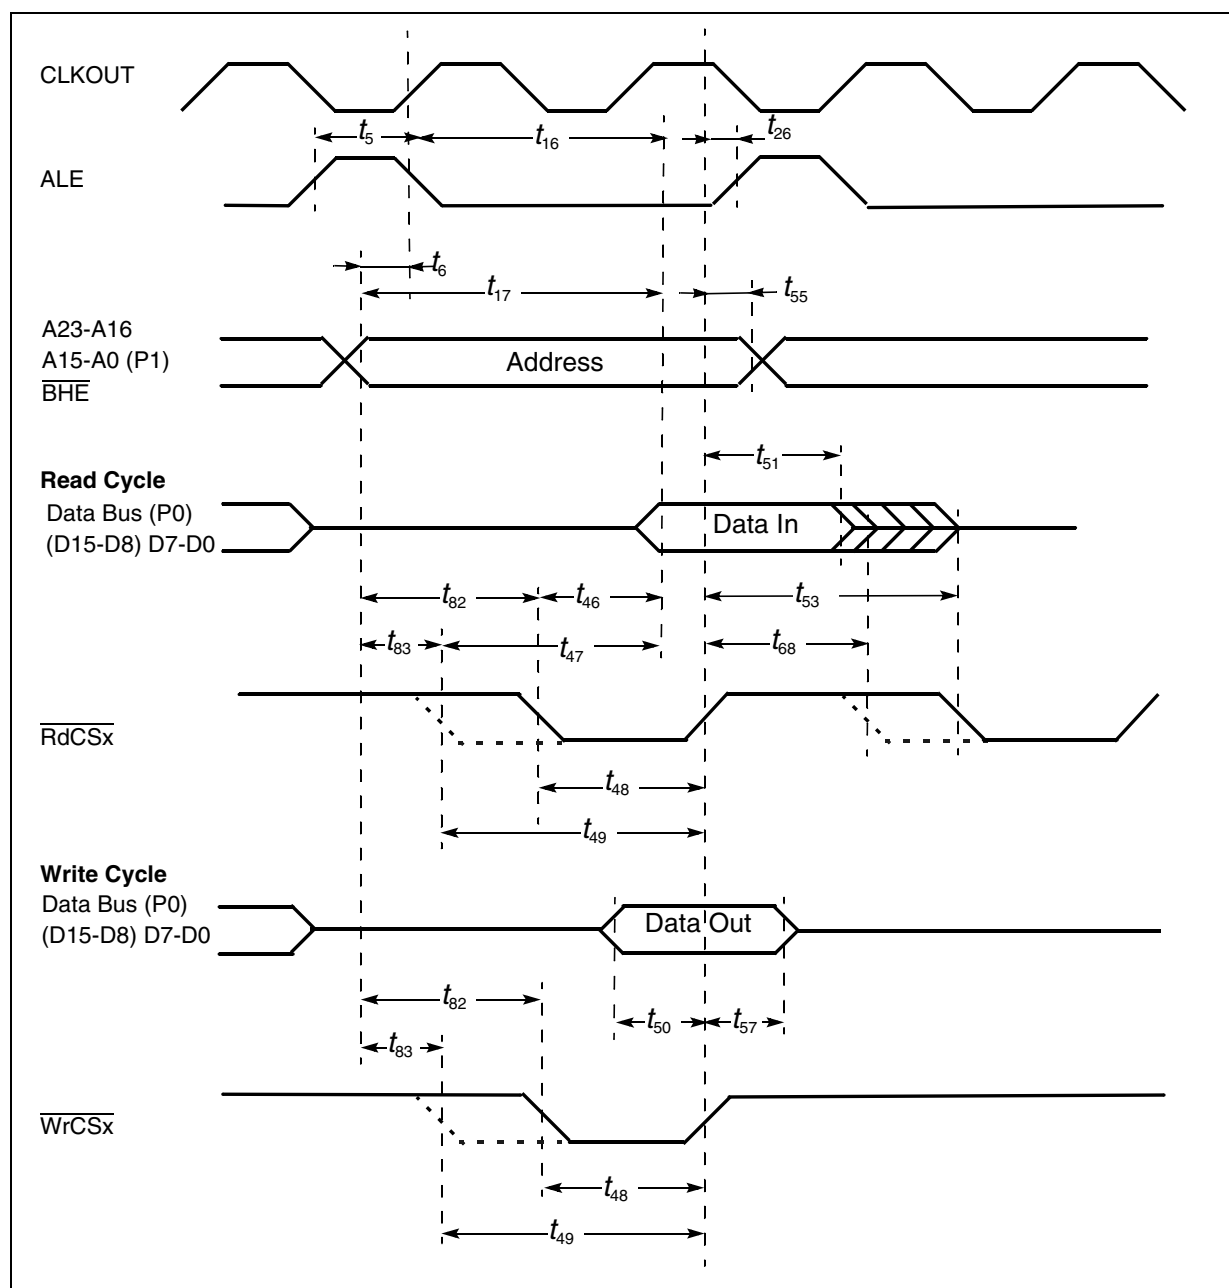 CLKOUT
t5
t16
t26
ALE
t6
t17
t55
A23-A16
A15-A0 (P1)
BHE
Address
t51
Read Cycle
Data Bus (P0)
(D15-D8) D7-D0
Data In
t82
t46
t53
t83
t47
t68
RdCSx
t48
t49
Write Cycle
Data Bus (P0)
(D15-D8) D7-D0
Data Out
t82
t50
t57
t83
WrCSx
t48
t49